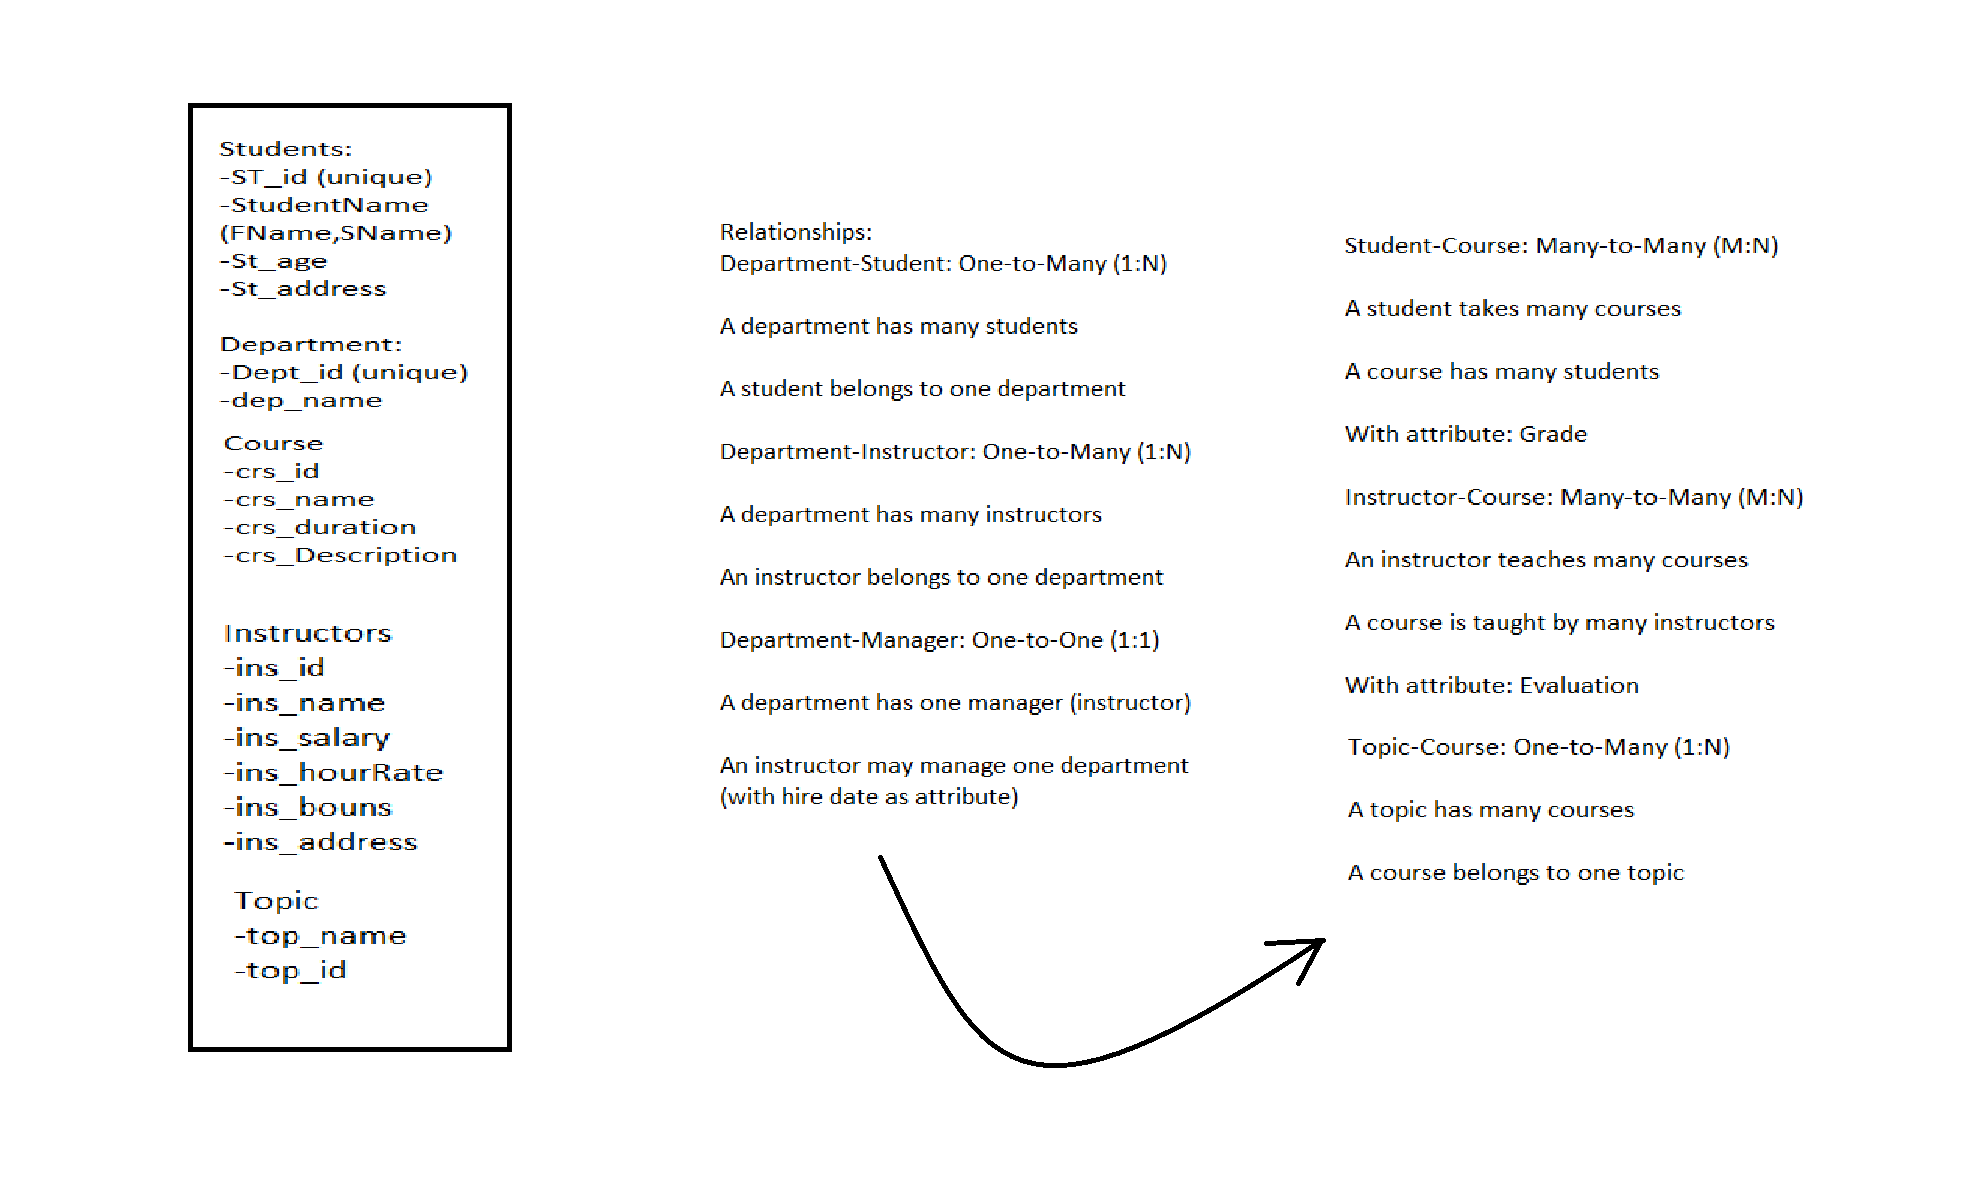 Students:
-ST_id (unique)
-StudentName
(FName,SName)
-St_age
-St_address
Department:
-Dept_id (unique)
-dep_name
Course
-crs_id
-crs_name
-crs_duration
-crs_Description
Instructors
-ins_id
-ins_name
-ins_salary
-ins_hourRate
-ins_bouns
-ins_address
Topic
-top_name
-top_id
Relationships:
Department-Student: One-to-Many (1:N)
A department has many students
A student belongs to one department
Department-Instructor: One-to-Many (1:N)
A department has many instructors
An instructor belongs to one department
Department-Manager: One-to-One (1:1)
A department has one manager (instructor)
An instructor may manage one department
(with hire date as attribute)
Student-Course: Many-to-Many (M:N)
A student takes many courses
A course has many students
With attribute: Grade
Instructor-Course: Many-to-Many (M:N)
An instructor teaches many courses
A course is taught by many instructors
With attribute: Evaluation
Topic-Course: One-to-Many (1:N)
A topic has many courses
A course belongs to one topic